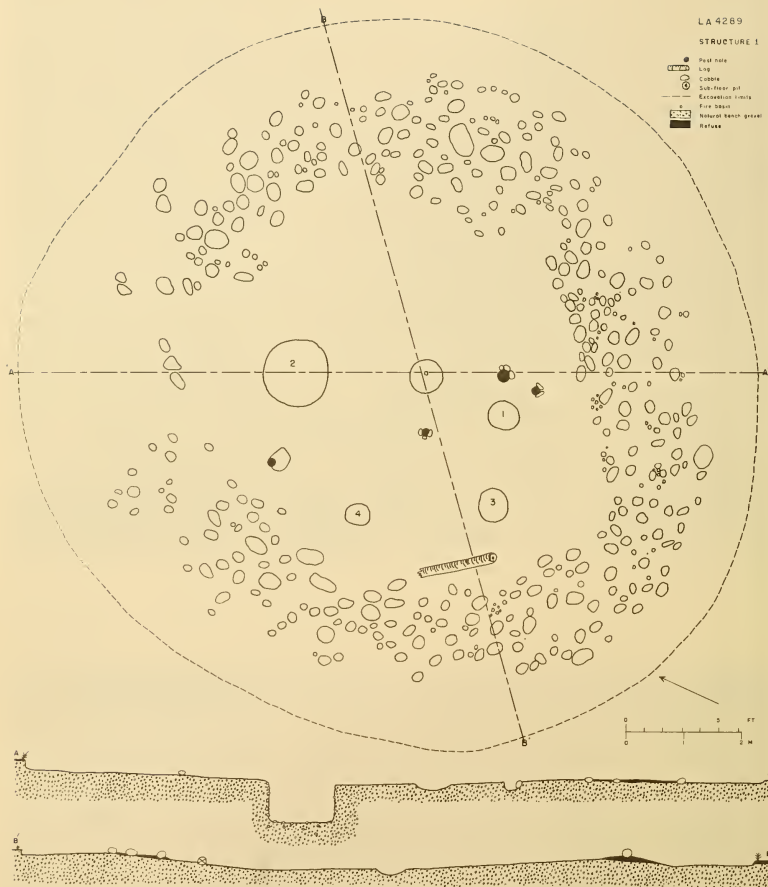 B
LA 4289
STRUCTURE 1
Post hole
Log
Cobble
Sub-floor pit
Excavation limits
Fire basin
Natural bench gravel
Refuse
A
2
1
3
4
0 5 FT
0 1 2 M
B'
A
B'